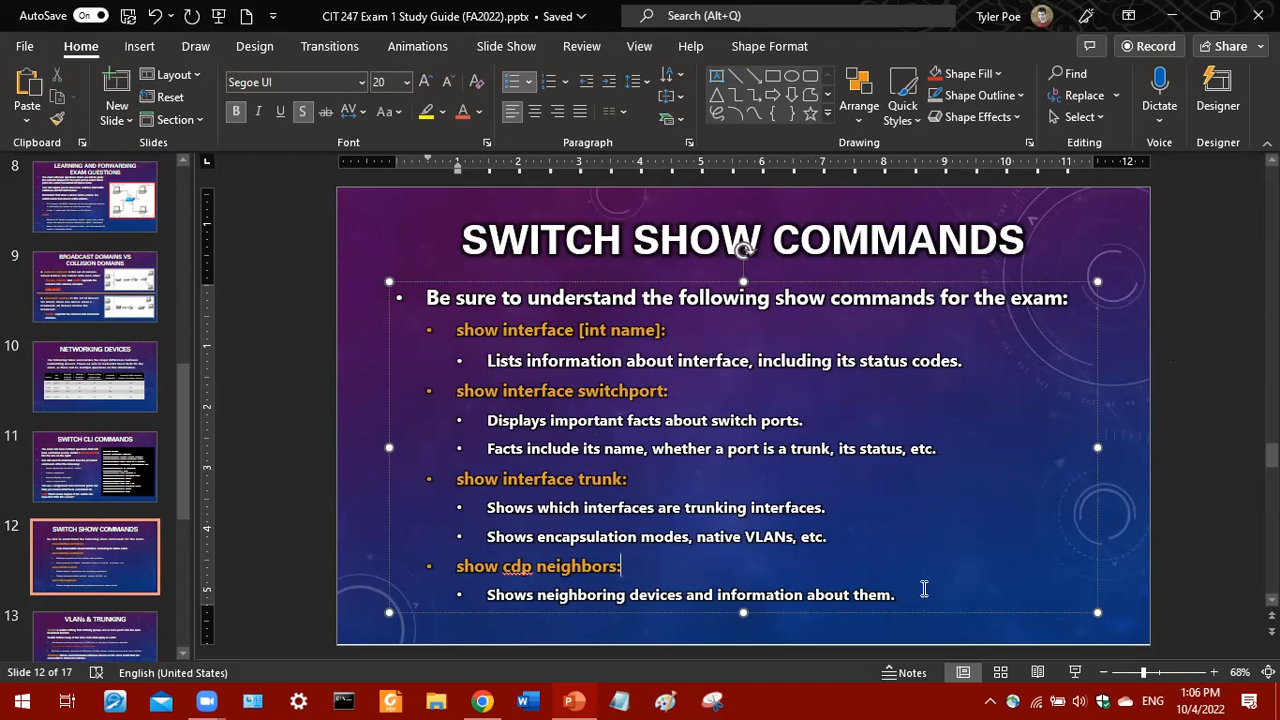 AutoSave On CIT247 Exam 1 Study Guide (FA2022).pptx • Saved Search (Alt+Q) Tyler Poe
File Home Insert Draw Design Transitions Animations Slide Show Review View Help Shape Format Record Share
Paste New Slide Layout Reset Section Segoe UI 20 Arrange Quick Styles Shape Fill Shape Outline Shape Effects Find Replace Select Dictate Designer
Clipboard Slides Font Paragraph Drawing Editing Voice Designer
8
LEARNING AND FORWARDING
EXAM QUESTIONS
9
BROADCAST DOMAINS VS
COLLISION DOMAINS
10
NETWORKING DEVICES
11
SWITCH CLI COMMANDS
12
SWITCH SHOW COMMANDS
13
VLANs & TRUNKING
SWITCH SHOW COMMANDS
• Be sure to understand the following show commands for the exam:
• show interface [int name]:
• Lists information about interface, including its status codes.
• show interface switchport:
• Displays important facts about switch ports.
• Facts include its name, whether a port is a trunk, its status, etc.
• show interface trunk:
• Shows which interfaces are trunking interfaces.
• Shows encapsulation modes, native VLANs, etc.
• show cdp neighbors:
• Shows neighboring devices and information about them.
Slide 12 of 17 English (United States) Notes 68%
ENG 1:06 PM
10/4/2022